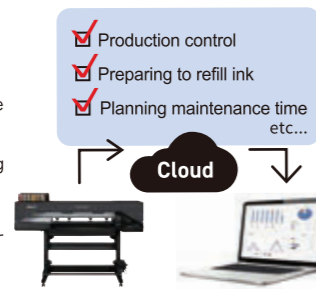 Production control
Preparing to refill ink
Planning maintenance time
etc...
Cloud